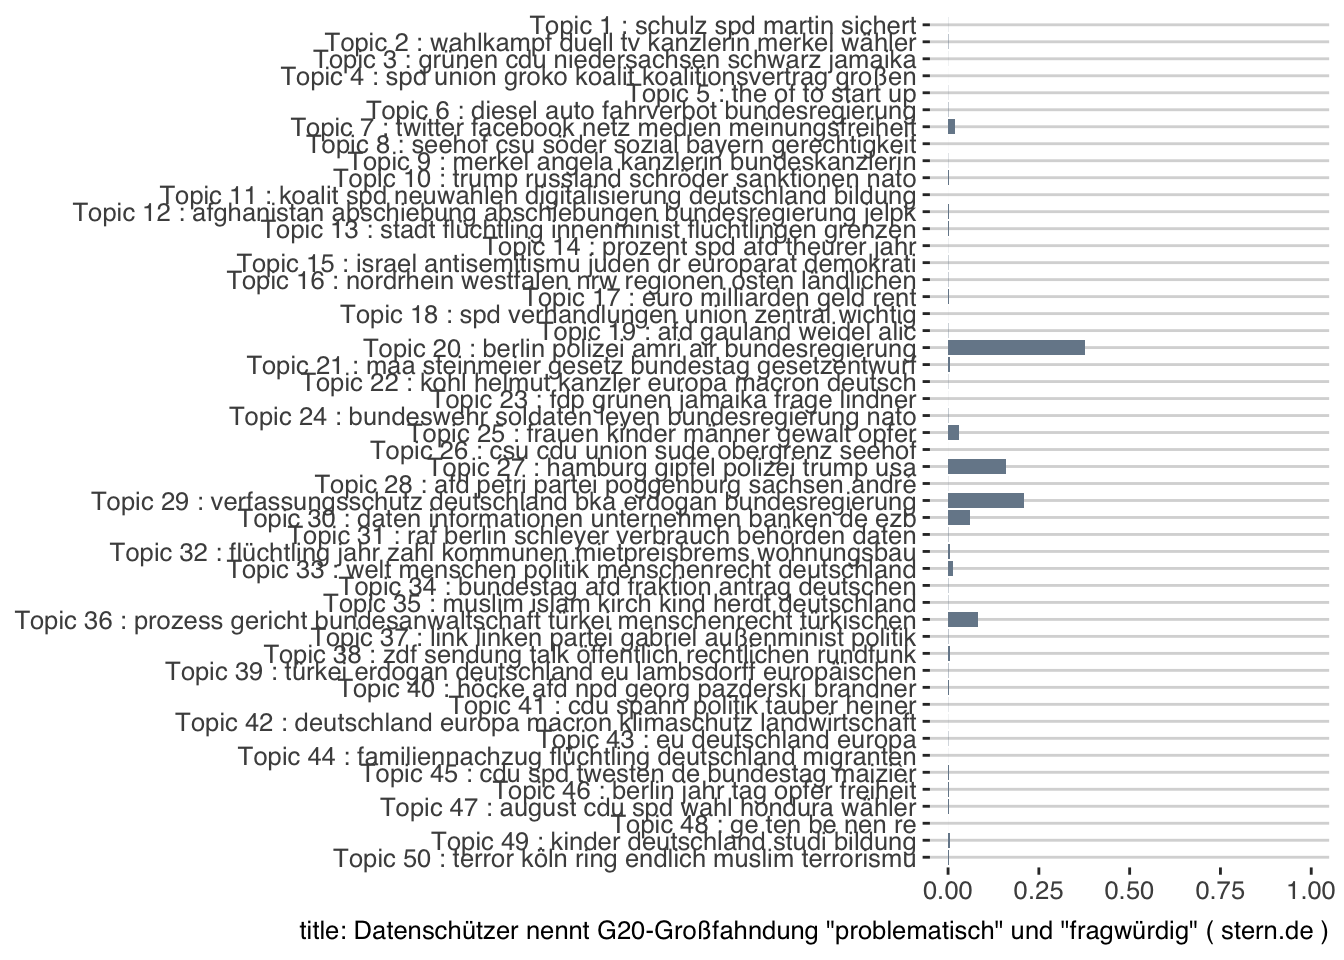 Topic 1 : schulz spd martin sichert
Topic 2 : wahlkampf duell tv kanzlerin merkel wähler
Topic 3 : grünen cdu niedersachsen schwarz jamaika
Topic 4 : spd union groko koalit koalitionsvertrag großen
Topic 5 : the of to start up
Topic 6 : diesel auto fahrverbot bundesregierung
Topic 7 : twitter facebook netz medien meinungsfreiheit
Topic 8 : seehof csu söder sozial bayern gerechtigkeit
Topic 9 : merkel angela kanzlerin bundeskanzlerin
Topic 10 : trump russland schröder sanktionen nato
Topic 11 : koalit spd neuwahlen digitalisierung deutschland bildung
Topic 12 : afghanistan abschiebung abschiebungen bundesregierung jelpk
Topic 13 : stadt flüchtling innenminist flüchtlingen grenzen
Topic 14 : prozent spd afd theurer jahr
Topic 15 : israel antisemitismu juden dr europarat demokrati
Topic 16 : nordrhein westfalen nrw regionen osten ländlichen
Topic 17 : euro milliarden geld rent
Topic 18 : spd verhandlungen union zentral wichtig
Topic 19 : afd gauland weidel alic
Topic 20 : berlin polizei amri air bundesregierung
Topic 21 : maa steinmeier gesetz bundestag gesetzentwurf
Topic 22 : kohl helmut kanzler europa macron deutsch
Topic 23 : fdp grünen jamaika frage lindner
Topic 24 : bundeswehr soldaten leyen bundesregierung nato
Topic 25 : frauen kinder männer gewalt opfer
Topic 26 : csu cdu union sude obergrenz seehof
Topic 27 : hamburg gipfel polizei trump usa
Topic 28 : afd petri partei poggenburg sachsen andré
Topic 29 : verfassungsschutz deutschland bka erdogan bundesregierung
Topic 30 : daten informationen unternehmen banken de ezb
Topic 31 : raf berlin schleyer verbrauch behörden daten
Topic 32 : flüchtling jahr zahl kommunen mietpreisbrems wohnungsbau
Topic 33 : welt menschen politik menschenrecht deutschland
Topic 34 : bundestag afd fraktion antrag deutschen
Topic 35 : muslim islam kirch kind herdt deutschland
Topic 36 : prozess gericht bundesanwaltschaft türkei menschenrecht türkischen
Topic 37 : link linken partei gabriel außenminist politik
Topic 38 : zdf sendung talk öffentlich rechtlichen rundfunk
Topic 39 : türkei erdogan deutschland eu lambsdorff europäischen
Topic 40 : höcke afd npd georg pazderski brandner
Topic 41 : cdu spahn politik tauber heiner
Topic 42 : deutschland europa macron klimaschutz landwirtschaft
Topic 43 : eu deutschland europa
Topic 44 : familiennachzug flüchtling deutschland migranten
Topic 45 : cdu spd twesten de bundestag maizier
Topic 46 : berlin jahr tag opfer freiheit
Topic 47 : august cdu spd wahl hondura wähler
Topic 48 : ge ten be nen re
Topic 49 : kinder deutschland studi bildung
Topic 50 : terror köln ring endlich muslim terrorismu
0.00 0.25 0.50 0.75 1.00
title: Datenschützer nennt G20-Großfahndung "problematisch" und "fragwürdig" ( stern.de )